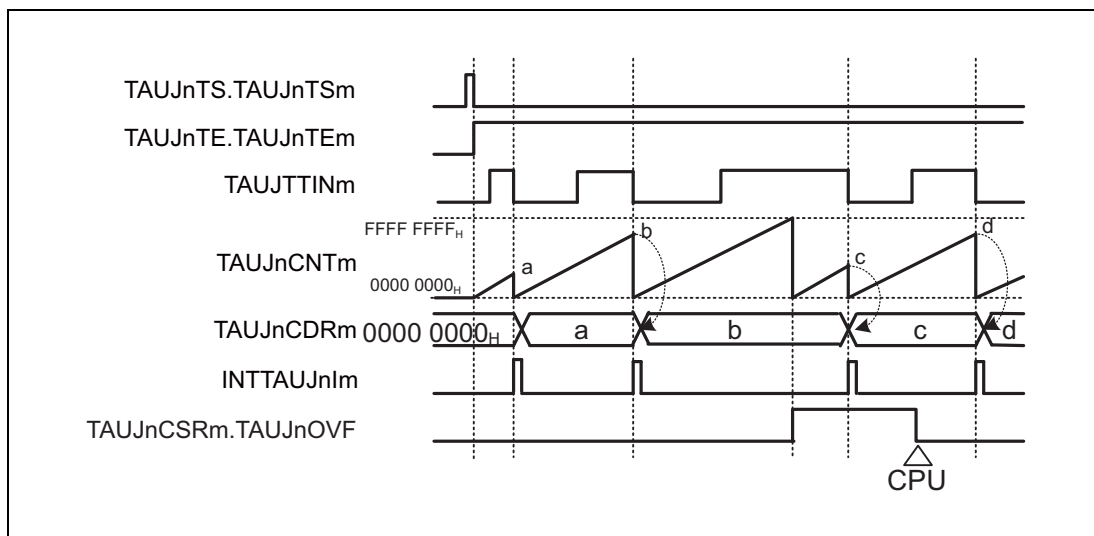 TAUJnTS.TAUJnTSm
TAUJnTE.TAUJnTEm
TAUJTTINm
FFFF FFFFH
b
a
c
d
TAUJnCNTm
0000 0000H
TAUJnCDRm 0000 0000H a b c d
INTTAUJnIm
TAUJnCSRm.TAUJnOVF
CPU